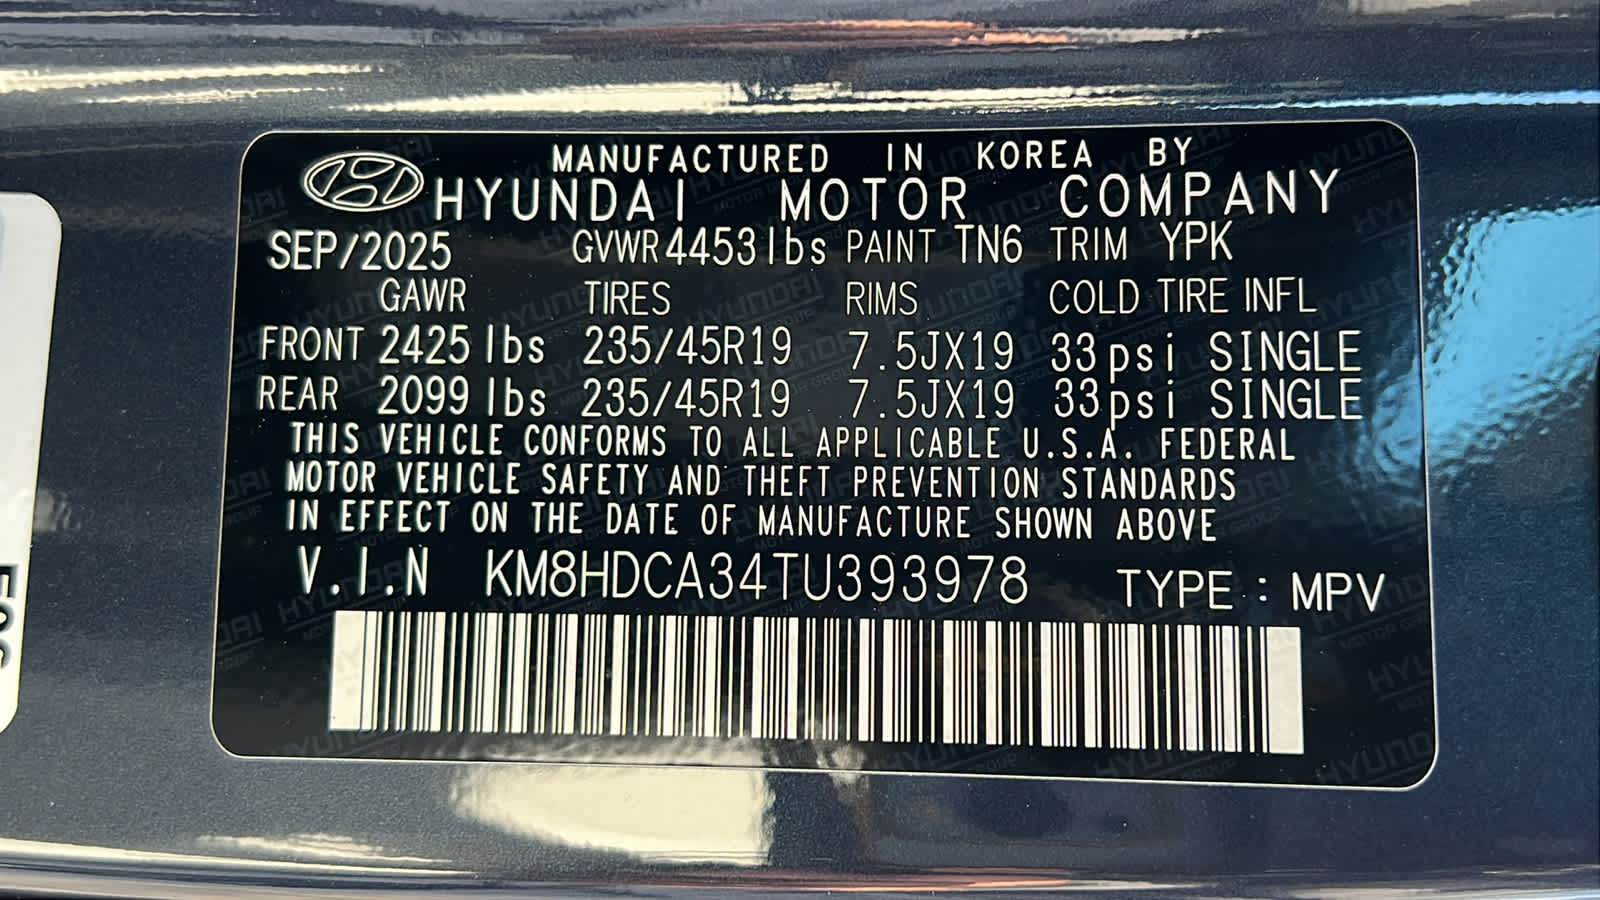 MANUFACTURED IN KOREA BY
HYUNDAI MOTOR COMPANY
SEP/2025 GVWR 4453 lbs PAINT TN6 TRIM YPK
GAWR TIRES RIMS COLD TIRE INFL
FRONT 2425 lbs 235/45R19 7.5JX19 33psi SINGLE
REAR 2099 lbs 235/45R19 7.5JX19 33psi SINGLE
THIS VEHICLE CONFORMS TO ALL APPLICABLE U.S.A. FEDERAL
MOTOR VEHICLE SAFETY AND THEFT PREVENTION STANDARDS
IN EFFECT ON THE DATE OF MANUFACTURE SHOWN ABOVE
V.I.N KM8HDCA34TU393978 TYPE : MPV